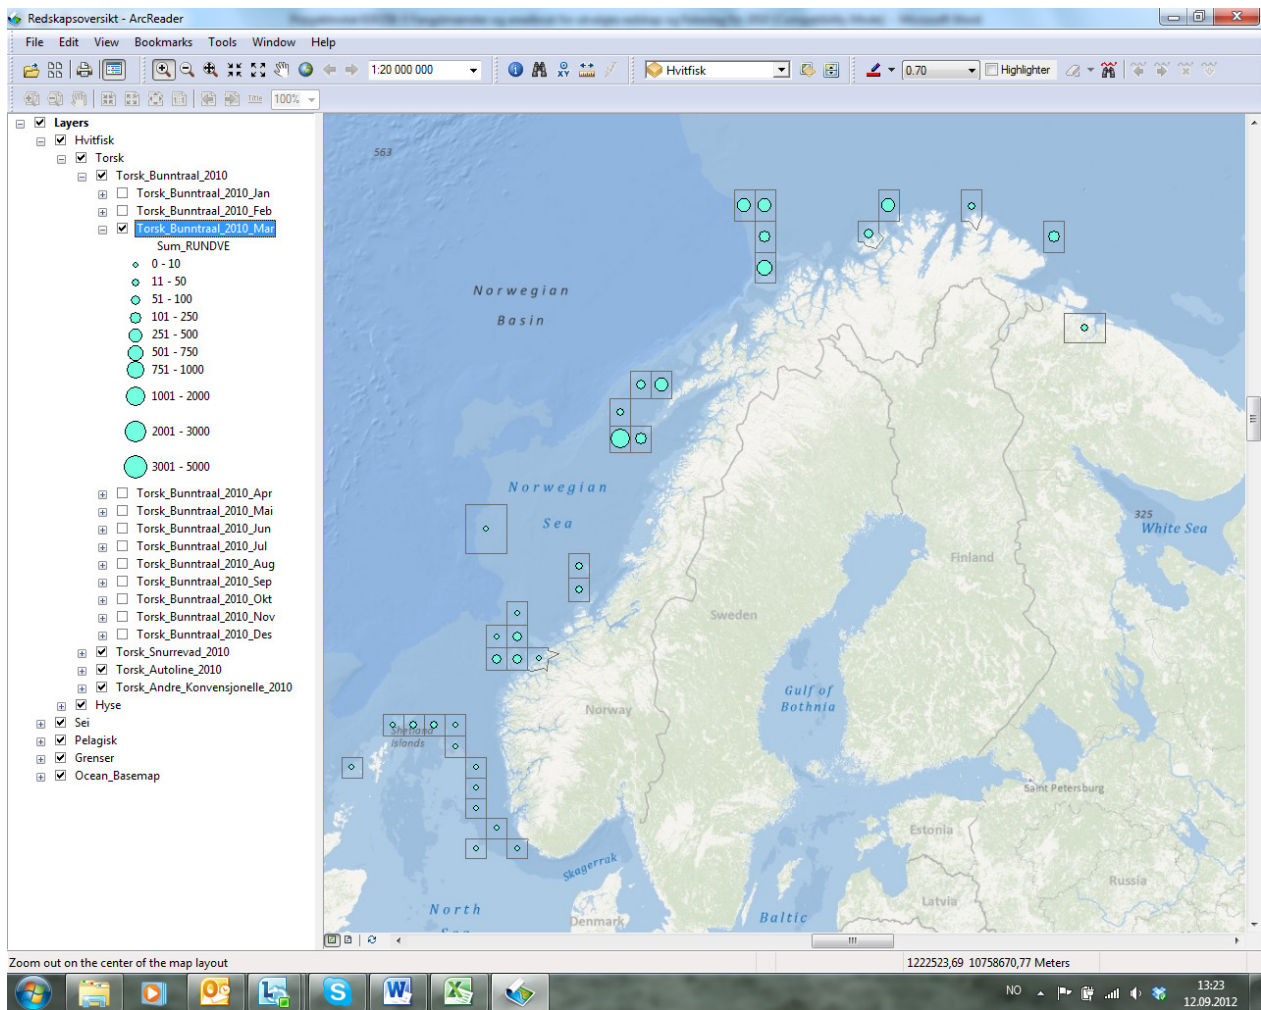 Redskapsoversikt - ArcReader
File Edit View Bookmarks Tools Window Help
1:20 000 000
Hvitfisk
0.70
Highlighter
Title
100%
Layers
Hvitfisk
Torsk
Torsk_Bunntraal_2010
Torsk_Bunntraal_2010_Jan
Torsk_Bunntraal_2010_Feb
Torsk_Bunntraal_2010_Mar
Sum_RUNDVE
0 - 10
11 - 50
51 - 100
101 - 250
251 - 500
501 - 750
751 - 1000
1001 - 2000
2001 - 3000
3001 - 5000
Torsk_Bunntraal_2010_Apr
Torsk_Bunntraal_2010_Mai
Torsk_Bunntraal_2010_Jun
Torsk_Bunntraal_2010_Jul
Torsk_Bunntraal_2010_Aug
Torsk_Bunntraal_2010_Sep
Torsk_Bunntraal_2010_Okt
Torsk_Bunntraal_2010_Nov
Torsk_Bunntraal_2010_Des
Torsk_Snurrevad_2010
Torsk_Autoline_2010
Torsk_Andre_Konvensjonelle_2010
Hyse
Sei
Pelagisk
Grenser
Ocean_Basemap
563
Norwegian
Basin
Norwegian
Sea
325
White Sea
Finland
Sweden
Gulf of
Bothnia
Norway
Shetland
Islands
Saint Petersburg
Estonia
Skagerrak
Russia
Latvia
North
Denmark
Baltic
Zoom out on the center of the map layout
1222523,69 10758670,77 Meters
NO
13:23
12.09.2012